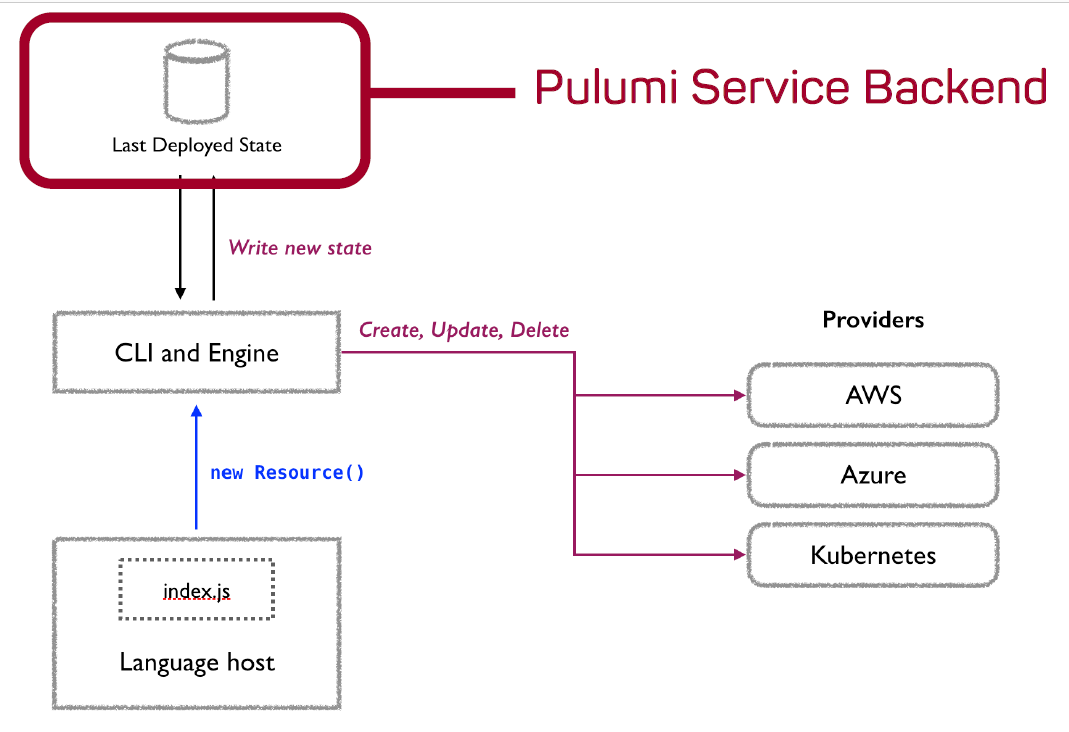 Pulumi Service Backend
Last Deployed State
Write new state
Create, Update, Delete
Providers
CLI and Engine
AWS
new Resource()
Azure
Kubernetes
index.js
Language host